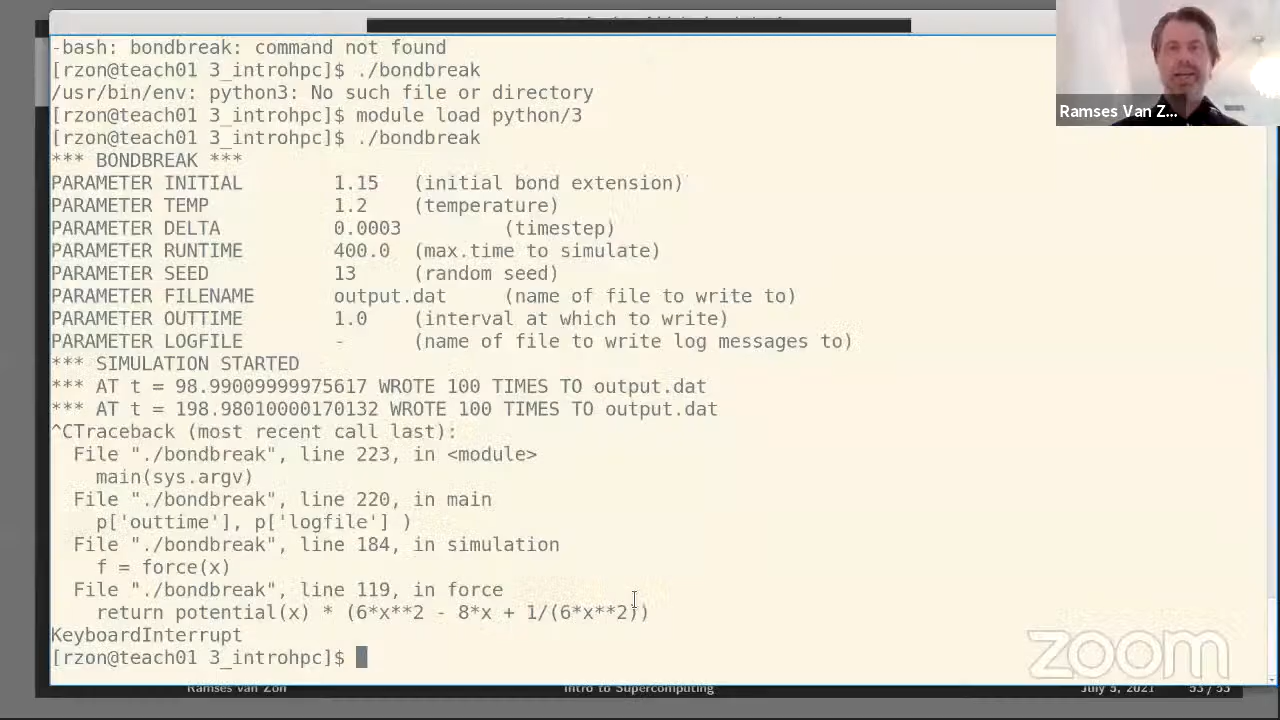 -bash: bondbreak: command not found
[rzon@teach01 3_introhpc]$ ./bondbreak
/usr/bin/env: python3: No such file or directory
[rzon@teach01 3_introhpc]$ module load python/3
[rzon@teach01 3_introhpc]$ ./bondbreak
*** BONDBREAK ***
PARAMETER INITIAL 1.15 (initial bond extension)
PARAMETER TEMP 1.2 (temperature)
PARAMETER DELTA 0.0003 (timestep)
PARAMETER RUNTIME 400.0 (max.time to simulate)
PARAMETER SEED 13 (random seed)
PARAMETER FILENAME output.dat (name of file to write to)
PARAMETER OUTTIME 1.0 (interval at which to write)
PARAMETER LOGFILE - (name of file to write log messages to)
*** SIMULATION STARTED
*** AT t = 98.99009999975617 WROTE 100 TIMES TO output.dat
*** AT t = 198.98010000170132 WROTE 100 TIMES TO output.dat
^CTraceback (most recent call last):
File "./bondbreak", line 223, in <module>
main(sys.argv)
File "./bondbreak", line 220, in main
p['outtime'], p['logfile'] )
File "./bondbreak", line 184, in simulation
f = force(x)
File "./bondbreak", line 119, in force
return potential(x) * (6*x**2 - 8*x + 1/(6*x**2))
KeyboardInterrupt
[rzon@teach01 3_introhpc]$
Ramses Van Z...
zoom
Ramses van Zon Intro to Supercomputing July 5, 2021 53 / 53